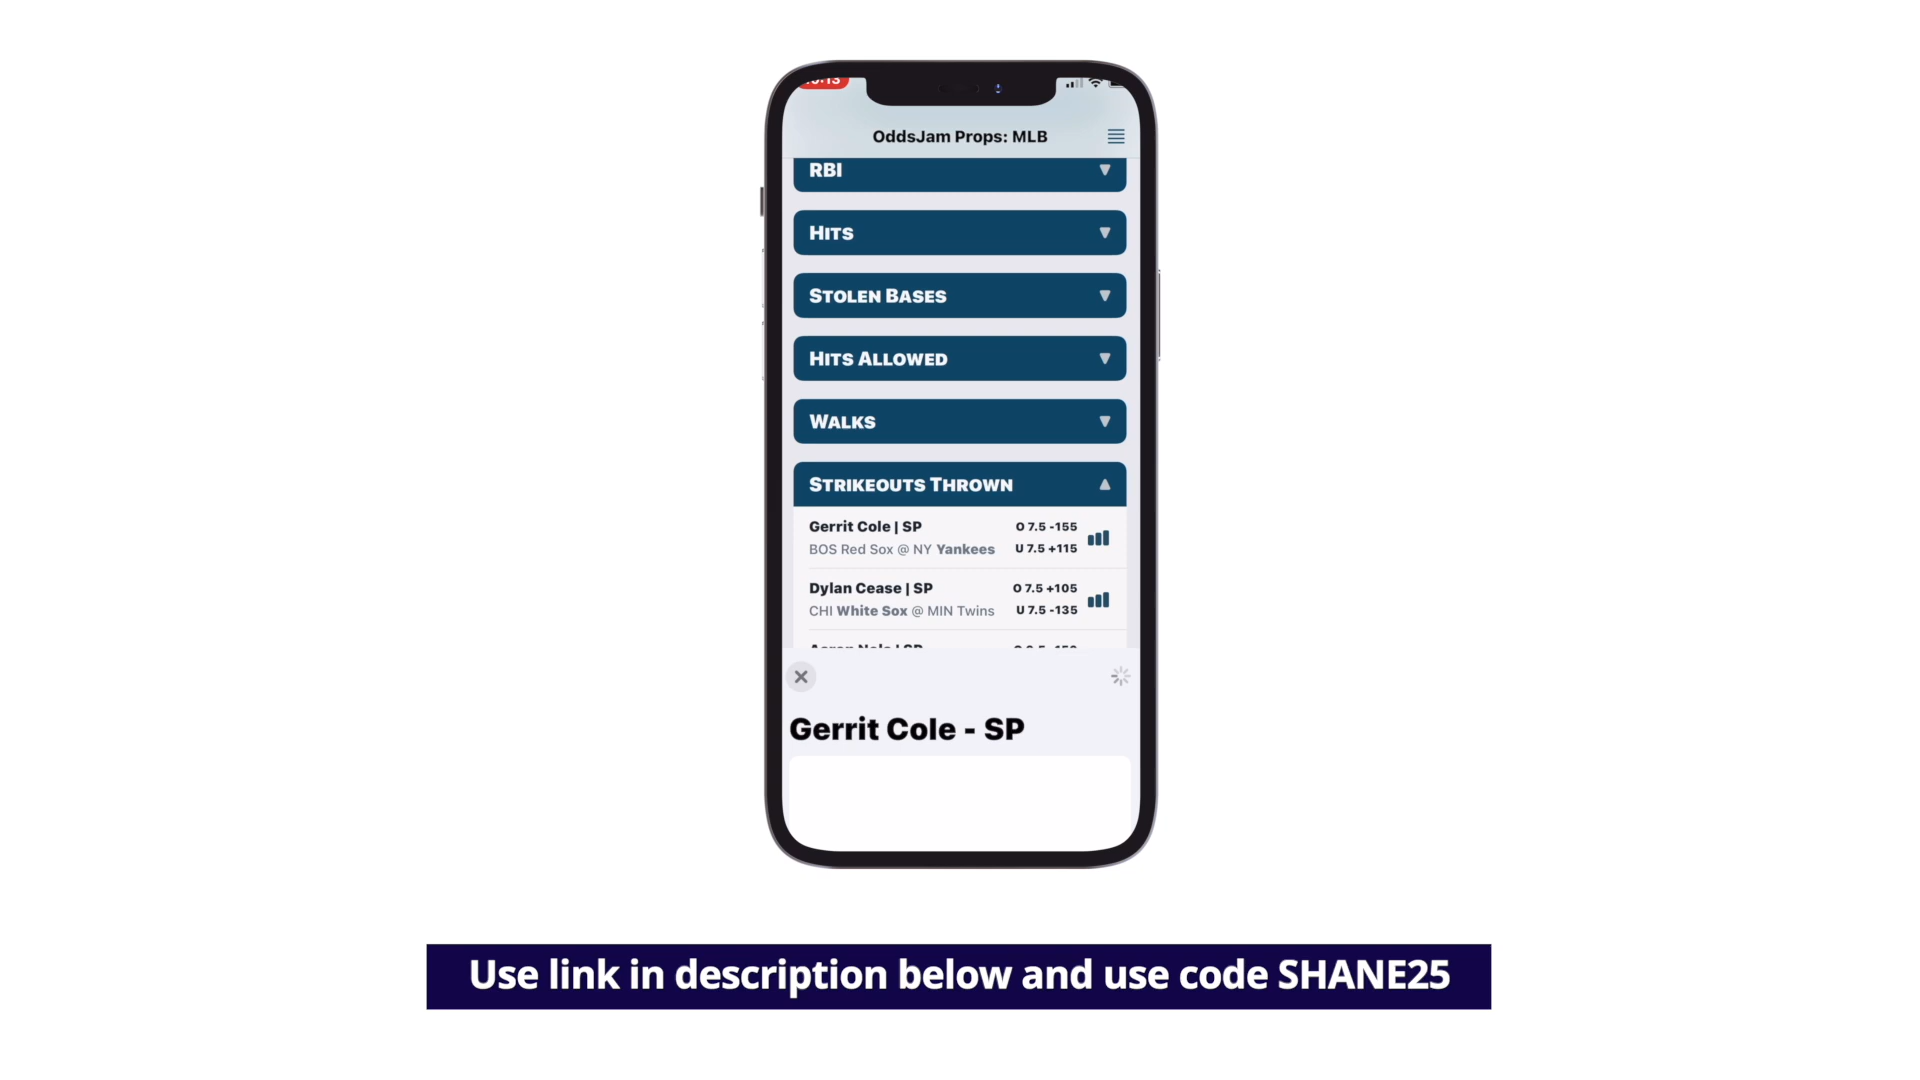 OddsJam Props: MLB
RBI
HITS
STOLEN BASES
HITS ALLOWED
WALKS
STRIKEOUTS THROWN
Gerrit Cole | SP O 7.5 -155
BOS Red Sox @ NY Yankees U 7.5 +115
Dylan Cease | SP O 7.5 +105
CHI White Sox @ MIN Twins U 7.5 -135
Gerrit Cole - SP
Use link in description below and use code SHANE25